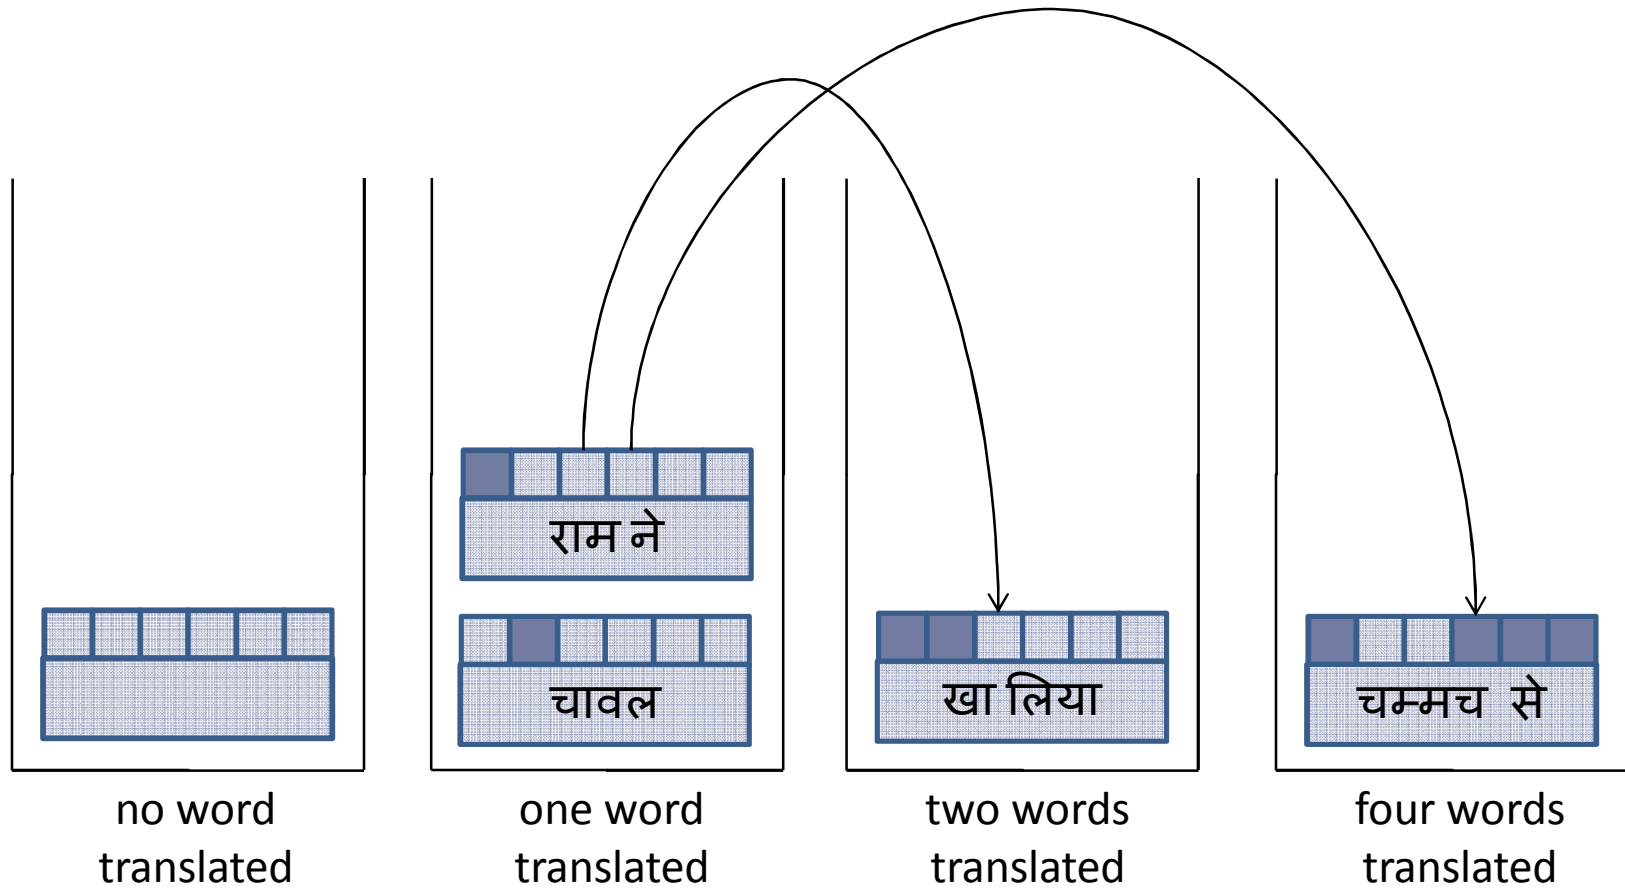 राम ने
चावल
खा लिया
चम्मच से
no word
translated
one word
translated
two words
translated
four words
translated